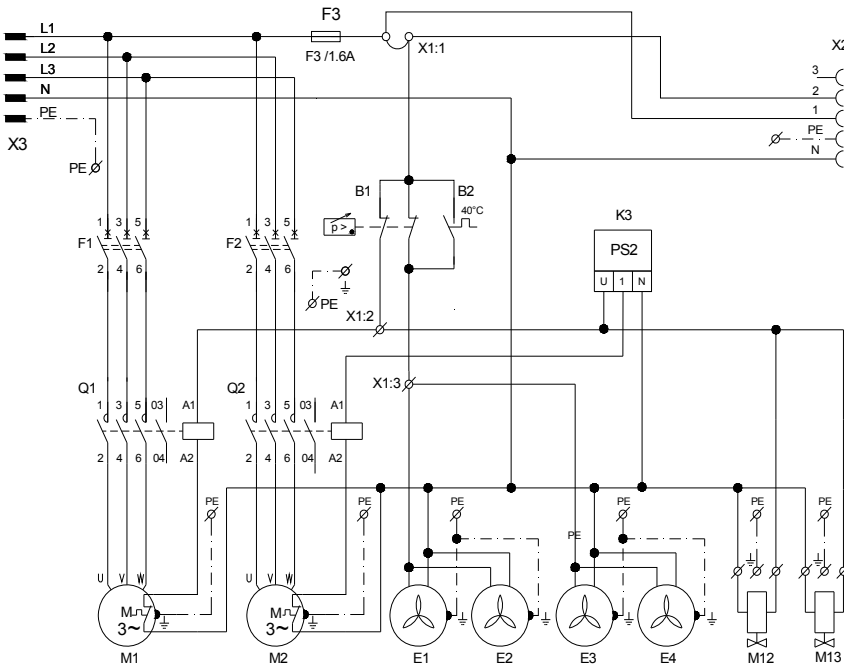 F3
L1
L2
L3
N
PE
X3
PE
F3 /1.6A
X1:1
X2
3
2
1
PE
N
B1
B2
40°C
p >
K3
PS2
U 1 N
1 3 5
F1
2 4 6
1 3 5
F2
2 4 6
PE
X1:2
X1:3
Q1
1 3 5 03 A1
2 4 6 04 A2
Q2
1 3 5 03 A1
2 4 6 04 A2
PE
PE
PE
PE
PE
PE
PE
U V W
U V W
M
3~
M
3~
M1
M2
E1
E2
E3
E4
M12
M13